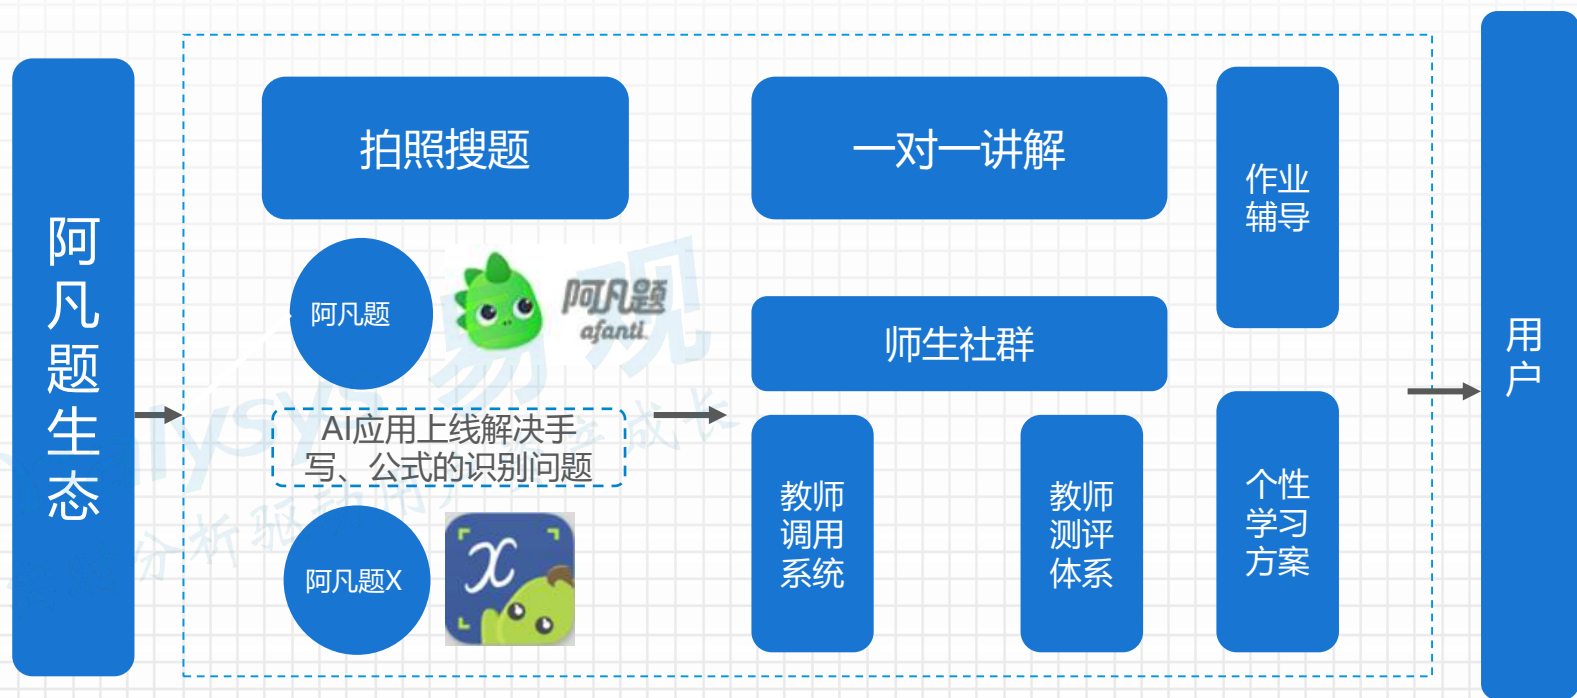 阿凡题生态
拍照搜题
阿凡题
阿凡题
afanti
AI应用上线解决手
写、公式的识别问题
阿凡题X
x
一对一讲解
师生社群
教师
调用
系统
教师
测评
体系
作业
辅导
个性
学习
方案
用户
易观